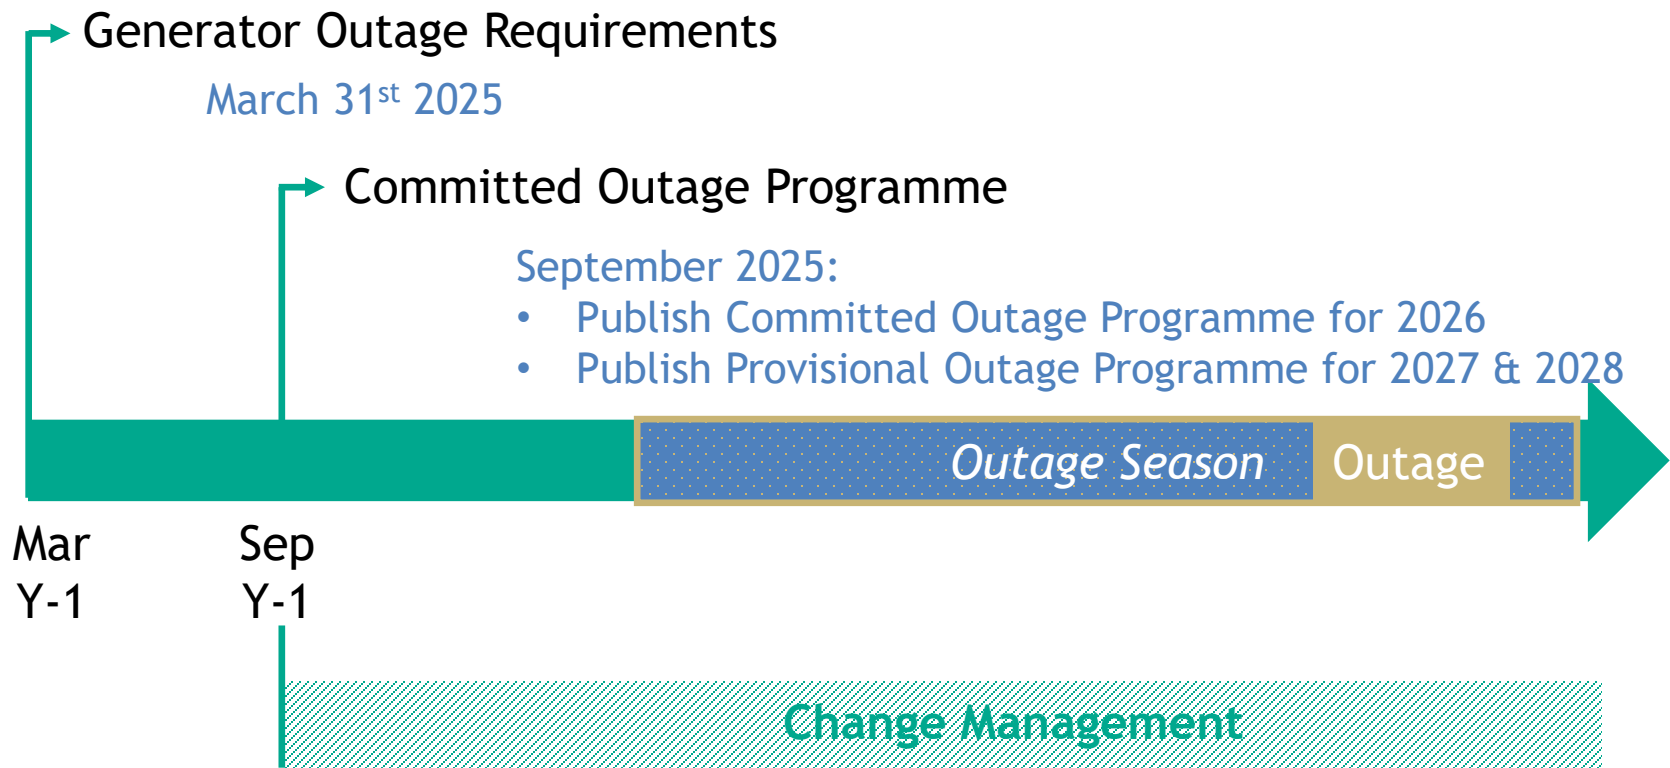 Generator Outage Requirements
March 31st 2025
Committed Outage Programme
September 2025:
• Publish Committed Outage Programme for 2026
• Publish Provisional Outage Programme for 2027 & 2028
Outage Season
Outage
Mar
Y-1
Sep
Y-1
Change Management